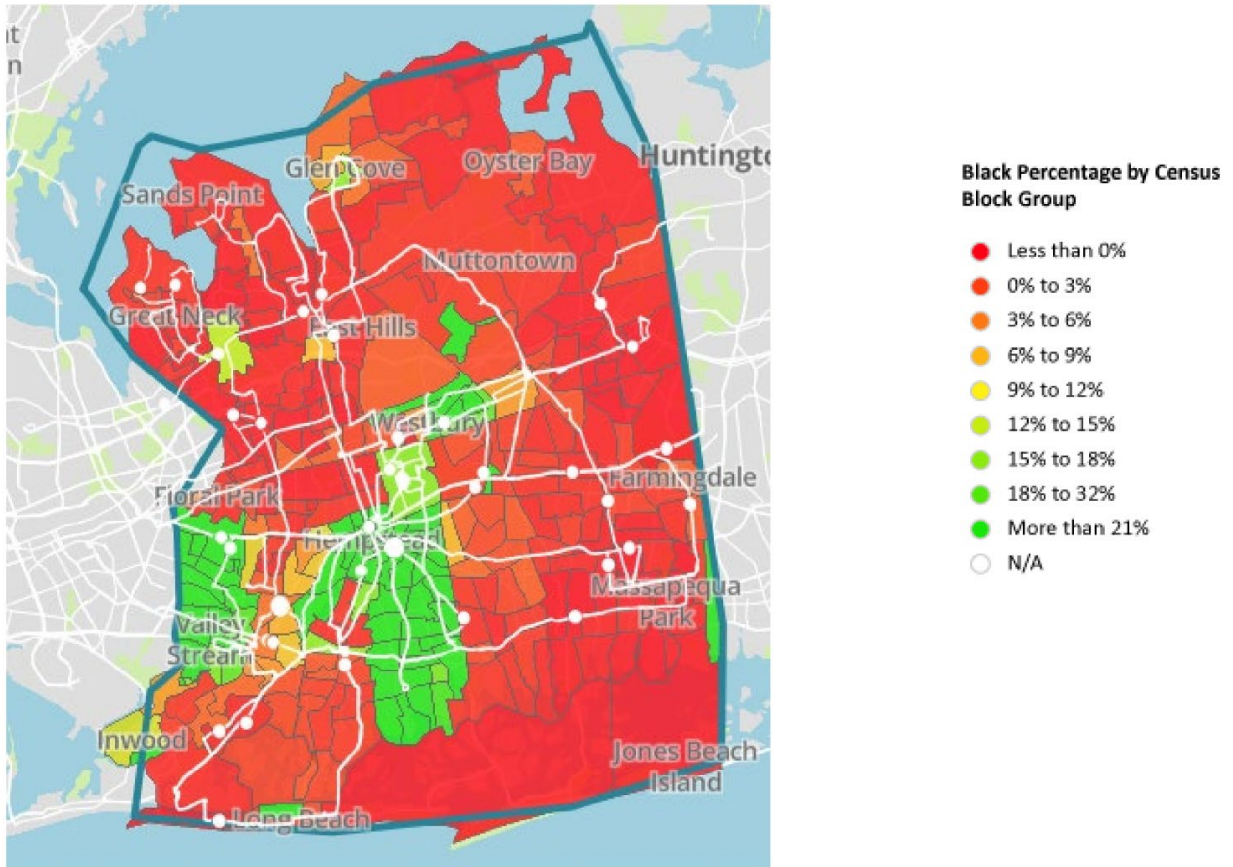 nt
n
Glen Cove
Oyster Bay
Huntingto
Sands Point
Muttontown
Great Neck
East Hills
Westbury
Floral Park
Farmingdale
Hempstead
Massapequa
Park
Valley
Stream
Inwood
Jones Beach
Island
Long Beach
Black Percentage by Census
Block Group
Less than 0%
0% to 3%
3% to 6%
6% to 9%
9% to 12%
12% to 15%
15% to 18%
18% to 32%
More than 21%
N/A